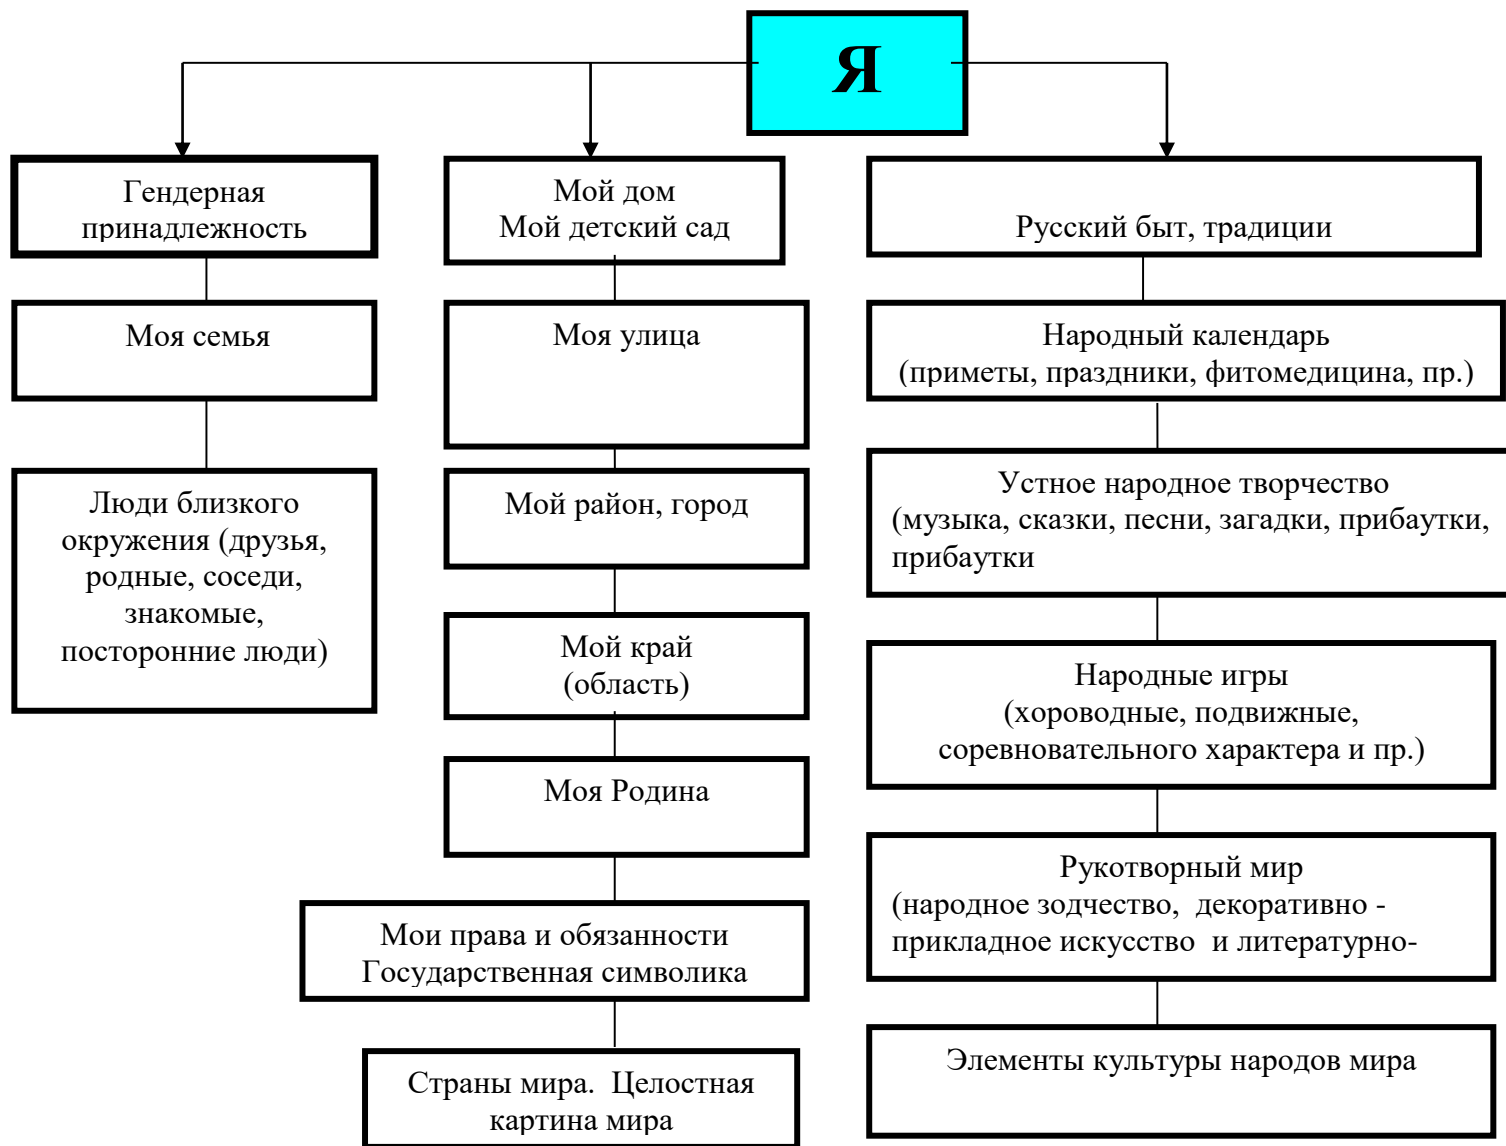 Я
Гендерная
принадлежность
Моя семья
Люди близкого
окружения (друзья,
родные, соседи,
знакомые,
посторонние люди)
Мой дом
Мой детский сад
Моя улица
Мой район, город
Мой край
(область)
Моя Родина
Мои права и обязанности
Государственная символика
Страны мира.  Целостная
картина мира
Русский быт, традиции
Народный календарь
(приметы, праздники, фитомедицина, пр.)
Устное народное творчество
(музыка, сказки, песни, загадки, прибаутки,
прибаутки
Народные игры
(хороводные, подвижные,
соревновательного характера и пр.)
Рукотворный мир
(народное зодчество,  декоративно -
прикладное искусство  и литературно-
Элементы культуры народов мира